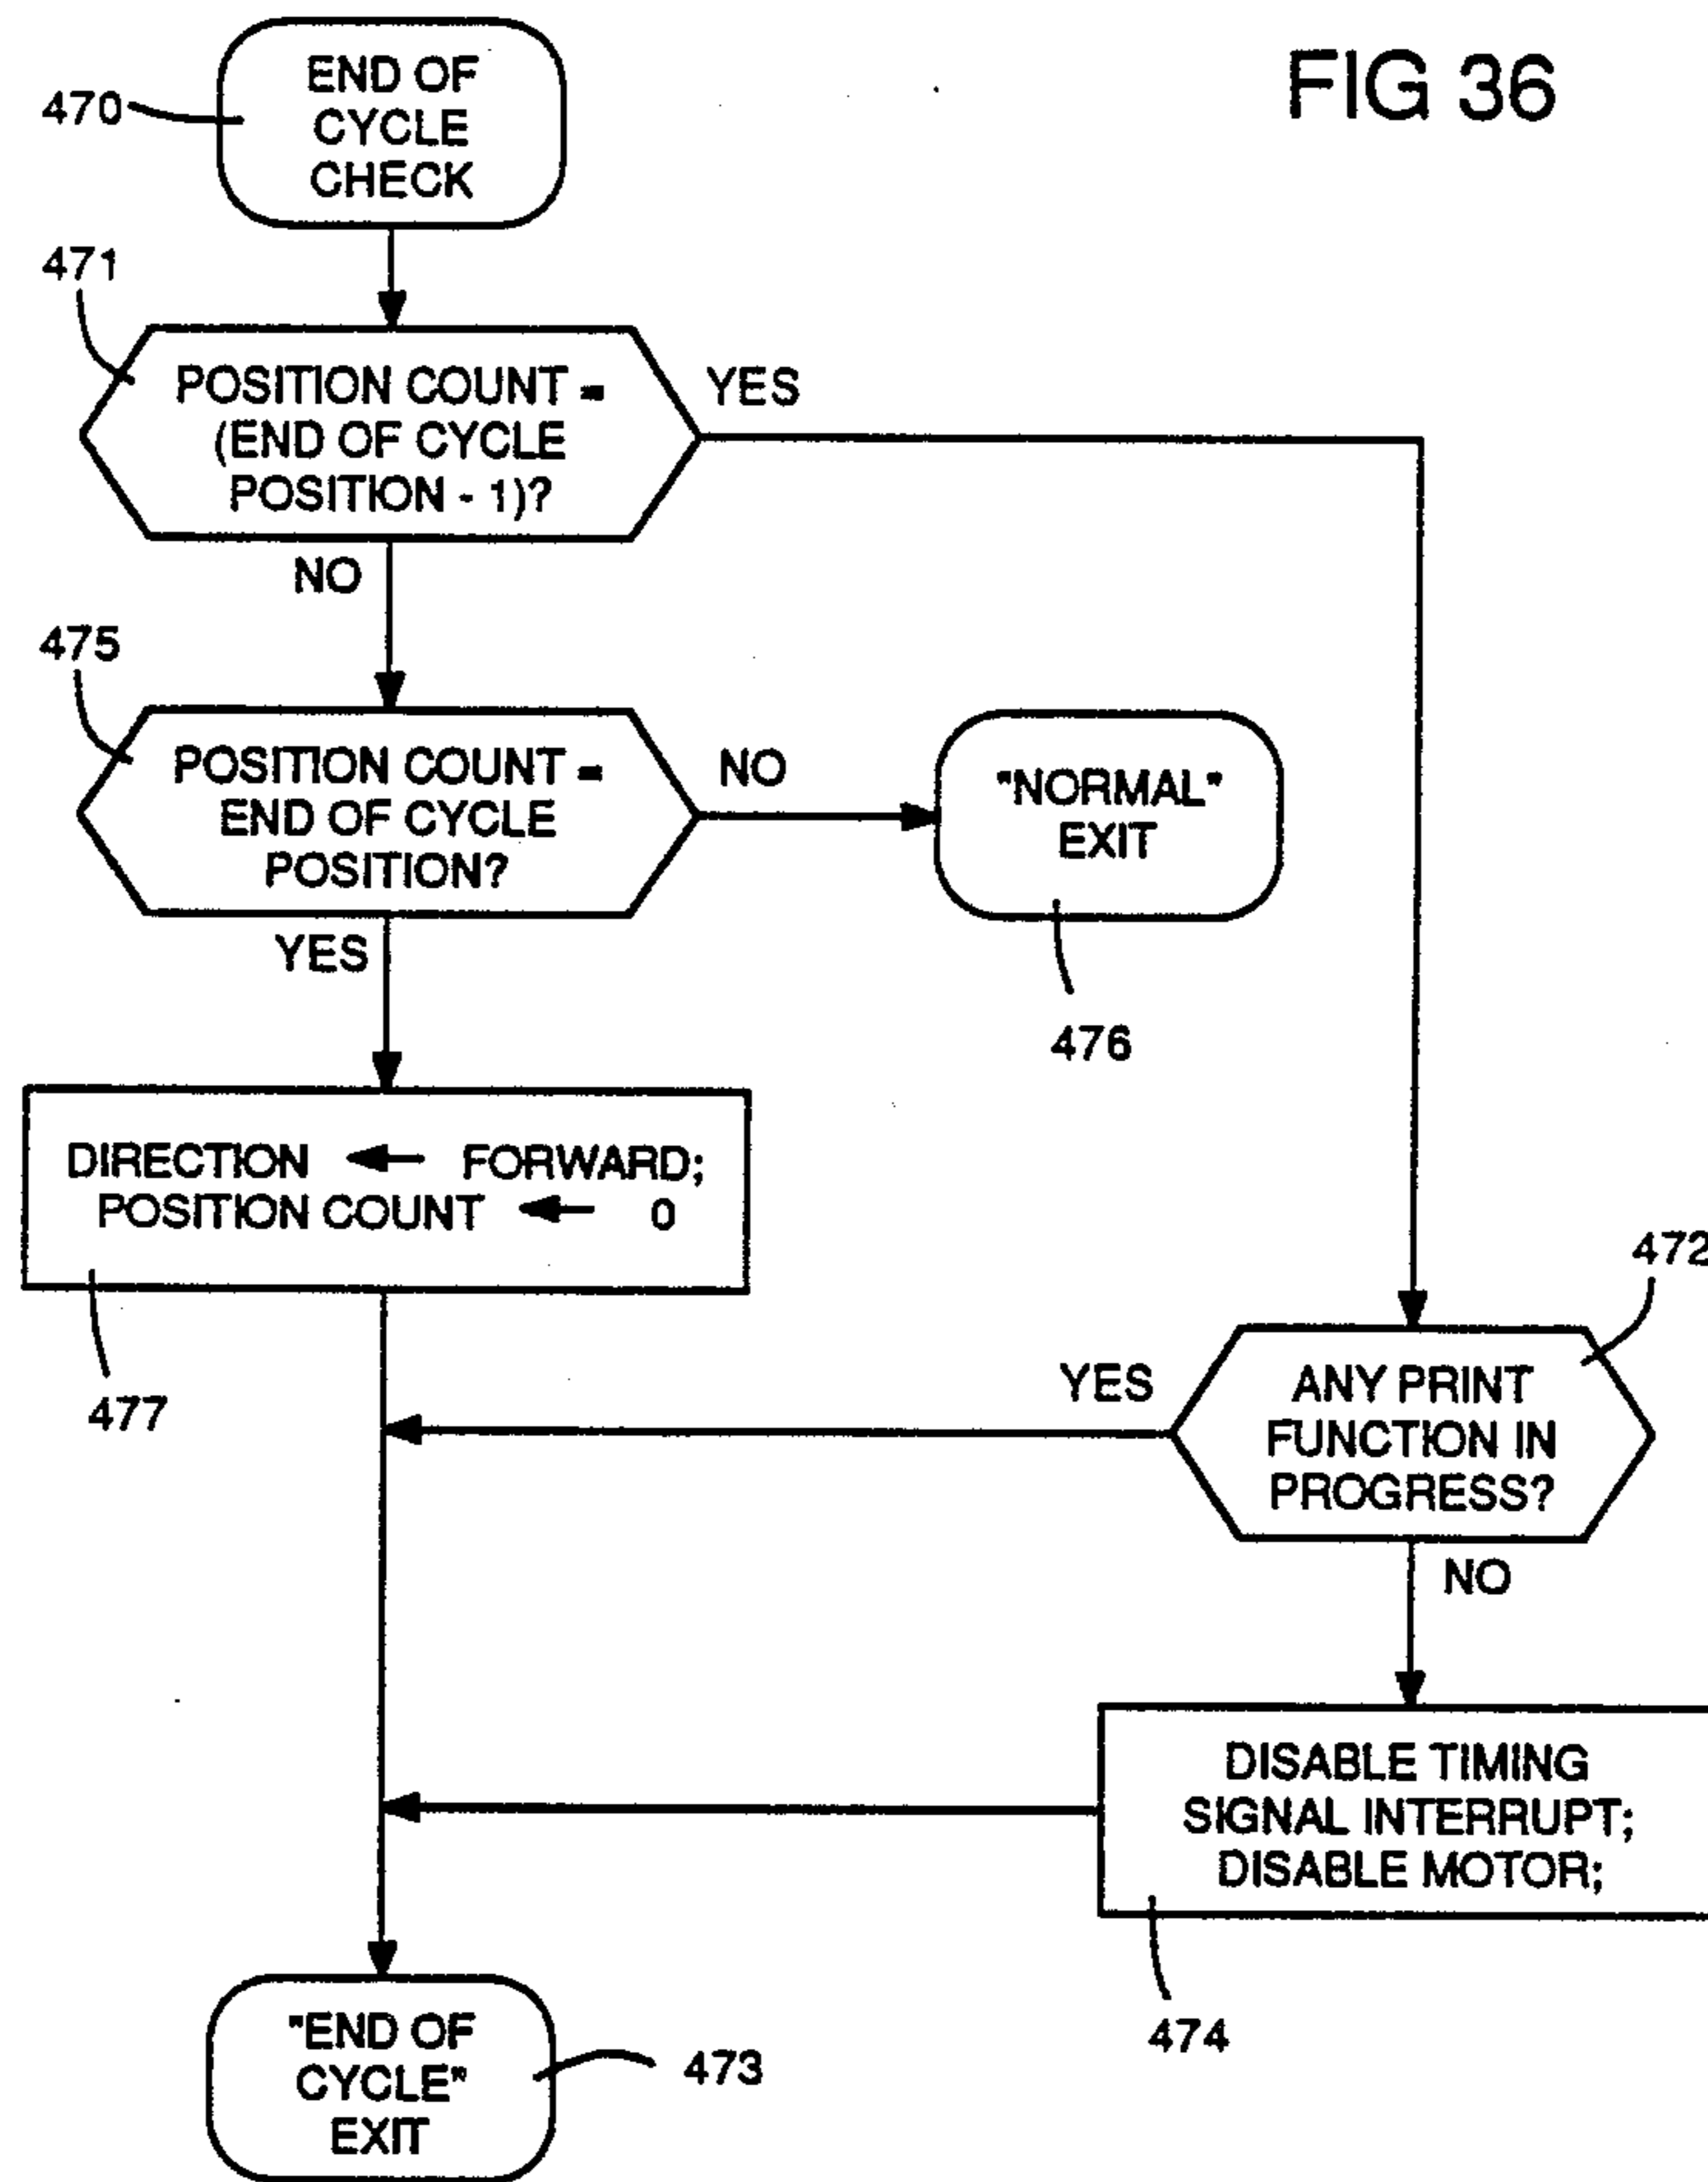 FIG 36
470
END OF
CYCLE
CHECK
471
POSITION COUNT =
(END OF CYCLE
POSITION - 1)?
YES
NO
475
POSITION COUNT =
END OF CYCLE
POSITION?
NO
"NORMAL"
EXIT
476
YES
DIRECTION ← FORWARD;
POSITION COUNT ← 0
477
472
ANY PRINT
FUNCTION IN
PROGRESS?
YES
NO
DISABLE TIMING
SIGNAL INTERRUPT;
DISABLE MOTOR;
474
"END OF
CYCLE"
EXIT
473